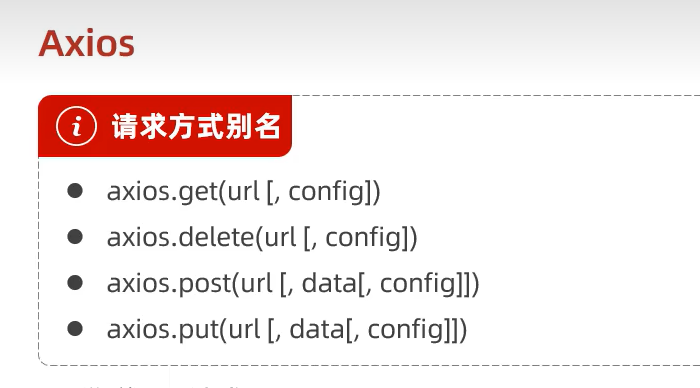 Axios
i 请求方式别名
axios.get(url [, config])
axios.delete(url [, config])
axios.post(url [, data[, config]])
axios.put(url [, data[, config]])